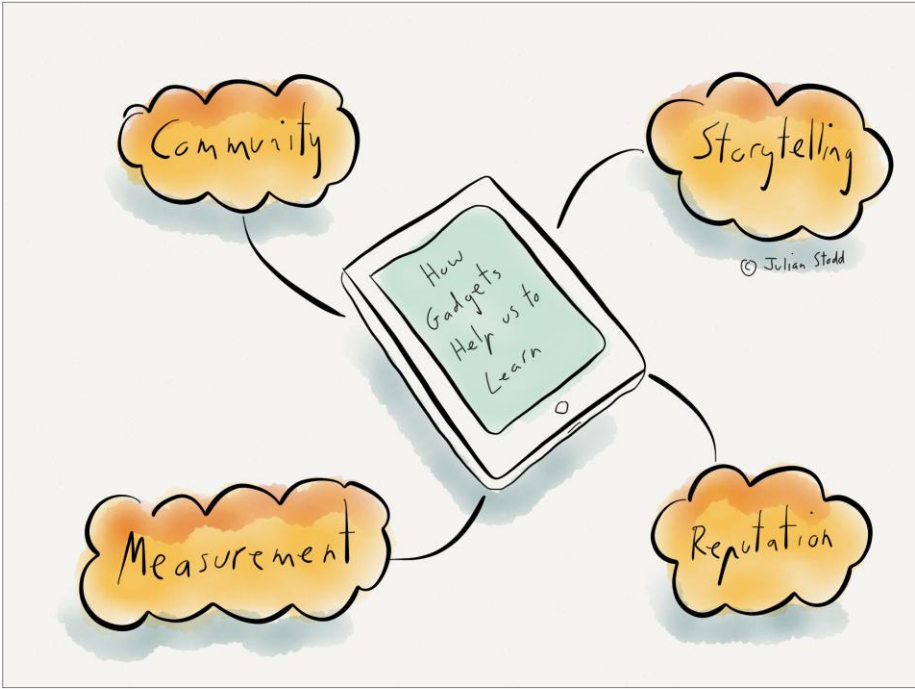 Community
Storytelling
© Julian Stodd
How
Gadgets
Help us to
Learn
Measurement
Reputation